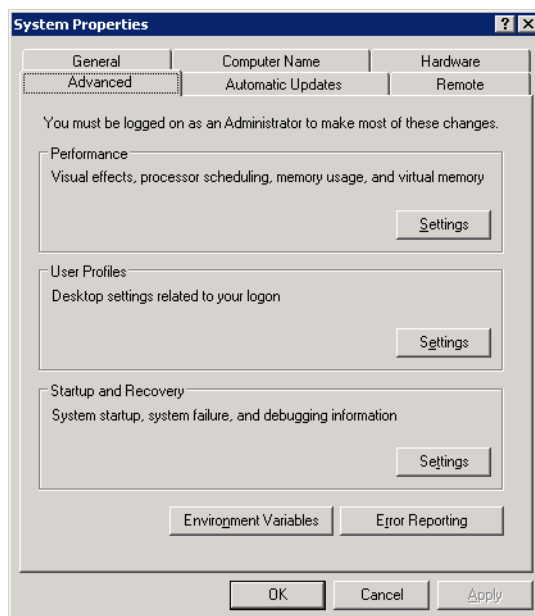 System Properties
General Computer Name Hardware
Advanced Automatic Updates Remote
You must be logged on as an Administrator to make most of these changes.
Performance
Visual effects, processor scheduling, memory usage, and virtual memory
Settings
User Profiles
Desktop settings related to your logon
Settings
Startup and Recovery
System startup, system failure, and debugging information
Settings
Environment Variables Error Reporting
OK Cancel Apply